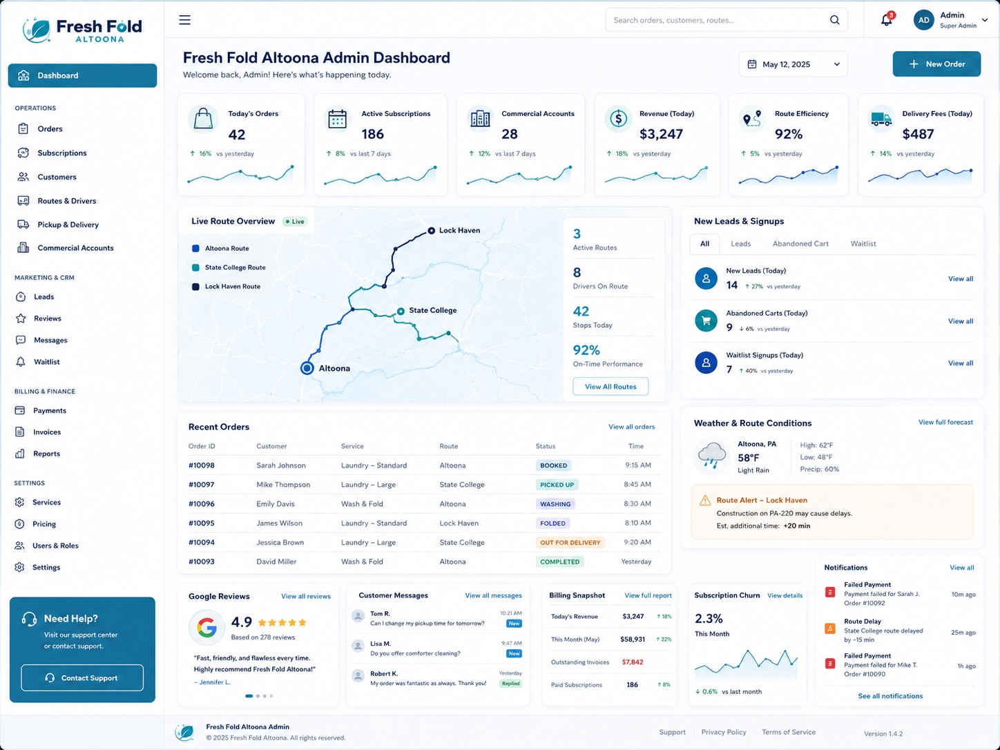 Fresh Fold
ALTOONA
Search orders, customers, routes...
3
AD
Admin
Super Admin
Dashboard
OPERATIONS
Orders
Subscriptions
Customers
Routes & Drivers
Pickup & Delivery
Commercial Accounts
MARKETING & CRM
Leads
Reviews
Messages
Waitlist
BILLING & FINANCE
Payments
Invoices
Reports
SETTINGS
Services
Pricing
Users & Roles
Settings
Need Help?
Visit our support center
or contact support.
Contact Support
Fresh Fold Altoona Admin Dashboard
Welcome back, Admin! Here's what's happening today.
May 12, 2025
+ New Order
Today's Orders
42
↑ 16% vs yesterday
Active Subscriptions
186
↑ 8% vs last 7 days
Commercial Accounts
28
↑ 12% vs last 7 days
Revenue (Today)
$3,247
↑ 18% vs yesterday
Route Efficiency
92%
↑ 5% vs yesterday
Delivery Fees (Today)
$487
↑ 14% vs yesterday
Live Route Overview
Live
Altoona Route
State College Route
Lock Haven Route
Lock Haven
State College
Altoona
3
Active Routes
8
Drivers On Route
42
Stops Today
92%
On-Time Performance
View All Routes
New Leads & Signups
All Leads Abandoned Cart Waitlist
New Leads (Today)
14 ↑ 27% vs yesterday
View all
Abandoned Carts (Today)
9 ↓ 6% vs yesterday
View all
Waitlist Signups (Today)
7 ↑ 40% vs yesterday
View all
Recent Orders
View all orders
Order ID Customer Service Route Status Time
#10098 Sarah Johnson Laundry – Standard Altoona BOOKED 9:15 AM
#10097 Mike Thompson Laundry – Large State College PICKED UP 8:45 AM
#10096 Emily Davis Wash & Fold Altoona WASHING 8:30 AM
#10095 James Wilson Laundry – Standard Lock Haven FOLDED 8:10 AM
#10094 Jessica Brown Laundry – Large State College OUT FOR DELIVERY 9:20 AM
#10093 David Miller Wash & Fold Altoona COMPLETED Yesterday
Weather & Route Conditions
View full forecast
Altoona, PA
58°F
Light Rain
High: 62°F
Low: 48°F
Precip: 60%
Route Alert – Lock Haven
Construction on PA-220 may cause delays.
Est. additional time: +20 min
Google Reviews
View all reviews
G
4.9
Based on 278 reviews
"Fast, friendly, and flawless every time.
Highly recommend Fresh Fold Altoona!"
– Jennifer L.
Customer Messages
View all messages
Tom R. 10:21 AM
Can I change my pickup time for tomorrow? New
Lisa M. 9:47 AM
Do you offer comforter cleaning? New
Robert K. Yesterday
My order was fantastic as always. Thank you! Replied
Billing Snapshot
View full report
Today's Revenue $3,247 ↑ 18%
This Month (May) $58,931 ↑ 22%
Outstanding Invoices $7,842
Paid Subscriptions 186 ↑ 8%
Subscription Churn
View details
2.3%
This Month
↓ 0.6% vs last month
Notifications
View all
Failed Payment
Payment failed for Sarah J.
Order #10092
10m ago
Route Delay
State College route delayed
by ~15 min
25m ago
Failed Payment
Payment failed for Mike T.
Order #10090
1h ago
See all notifications
Fresh Fold Altoona Admin
© 2025 Fresh Fold Altoona. All rights reserved.
Support Privacy Policy Terms of Service
Version 1.4.2